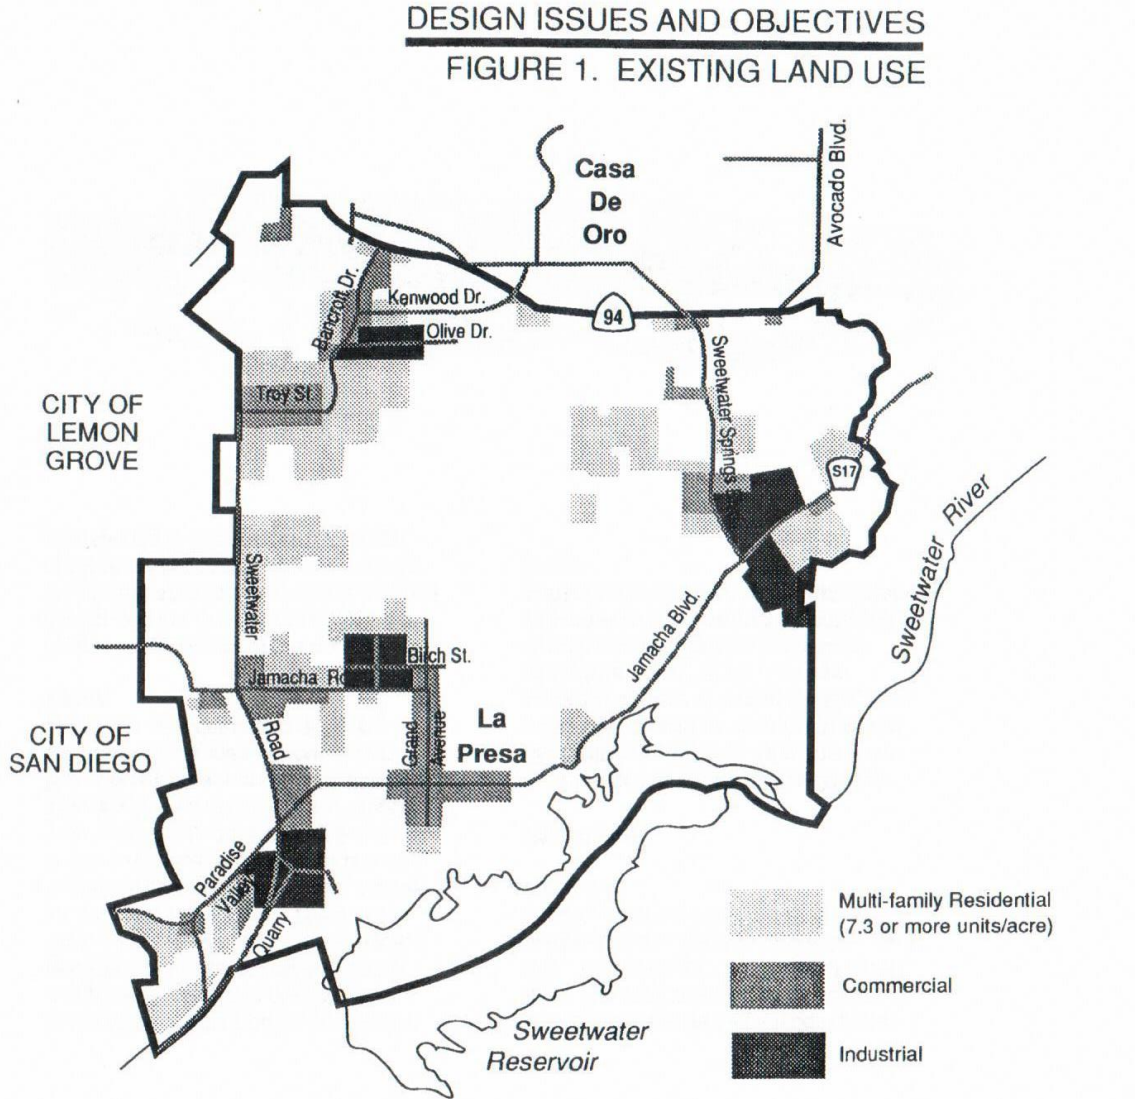 DESIGN ISSUES AND OBJECTIVES
FIGURE 1. EXISTING LAND USE
Casa
De
Oro
Avocado Blvd.
Bancroft Dr.
Kenwood Dr.
Olive Dr.
94
Troy St.
CITY OF
LEMON
GROVE
Sweetwater Springs
S17
Sweetwater River
Sweetwater
Road
Birch St.
Jamacha Road
Jamacha Blvd.
Grand
Avenue
La
Presa
CITY OF
SAN DIEGO
Paradise
Valley
Quarry
Sweetwater
Reservoir
Multi-family Residential
(7.3 or more units/acre)
Commercial
Industrial